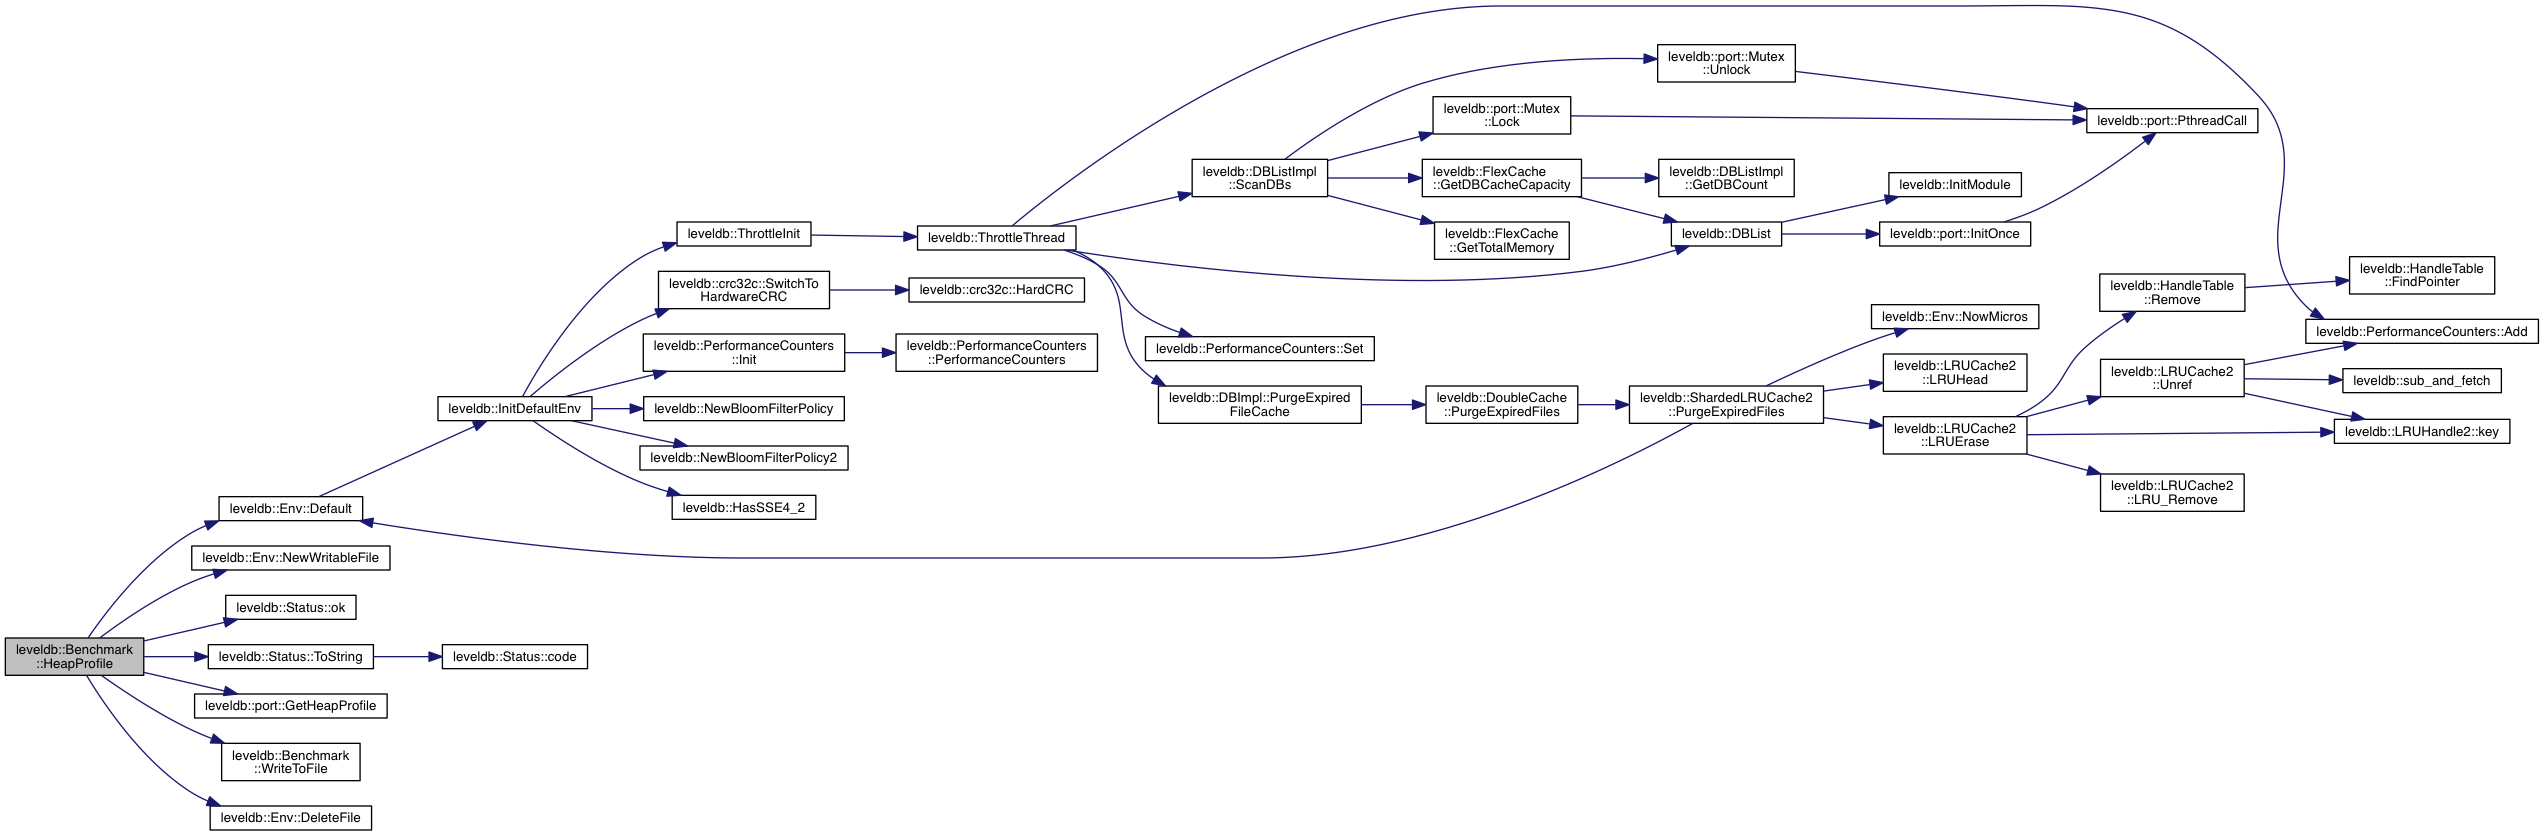 leveldb::Benchmark
::HeapProfile
leveldb::Env::Default
leveldb::Env::NewWritableFile
leveldb::Status::ok
leveldb::Status::ToString
leveldb::port::GetHeapProfile
leveldb::Benchmark
::WriteToFile
leveldb::Env::DeleteFile
leveldb::Status::code
leveldb::InitDefaultEnv
leveldb::ThrottleInit
leveldb::crc32c::SwitchTo
HardwareCRC
leveldb::PerformanceCounters
::Init
leveldb::NewBloomFilterPolicy
leveldb::NewBloomFilterPolicy2
leveldb::HasSSE4_2
leveldb::ThrottleThread
leveldb::crc32c::HardCRC
leveldb::PerformanceCounters
::PerformanceCounters
leveldb::DBListImpl
::ScanDBs
leveldb::PerformanceCounters::Set
leveldb::DBImpl::PurgeExpired
FileCache
leveldb::port::Mutex
::Lock
leveldb::FlexCache
::GetDBCacheCapacity
leveldb::FlexCache
::GetTotalMemory
leveldb::DoubleCache
::PurgeExpiredFiles
leveldb::port::Mutex
::Unlock
leveldb::DBListImpl
::GetDBCount
leveldb::DBList
leveldb::ShardedLRUCache2
::PurgeExpiredFiles
leveldb::InitModule
leveldb::port::InitOnce
leveldb::Env::NowMicros
leveldb::LRUCache2
::LRUHead
leveldb::LRUCache2
::LRUErase
leveldb::port::PthreadCall
leveldb::HandleTable
::Remove
leveldb::LRUCache2
::Unref
leveldb::LRUCache2
::LRU_Remove
leveldb::HandleTable
::FindPointer
leveldb::PerformanceCounters::Add
leveldb::sub_and_fetch
leveldb::LRUHandle2::key